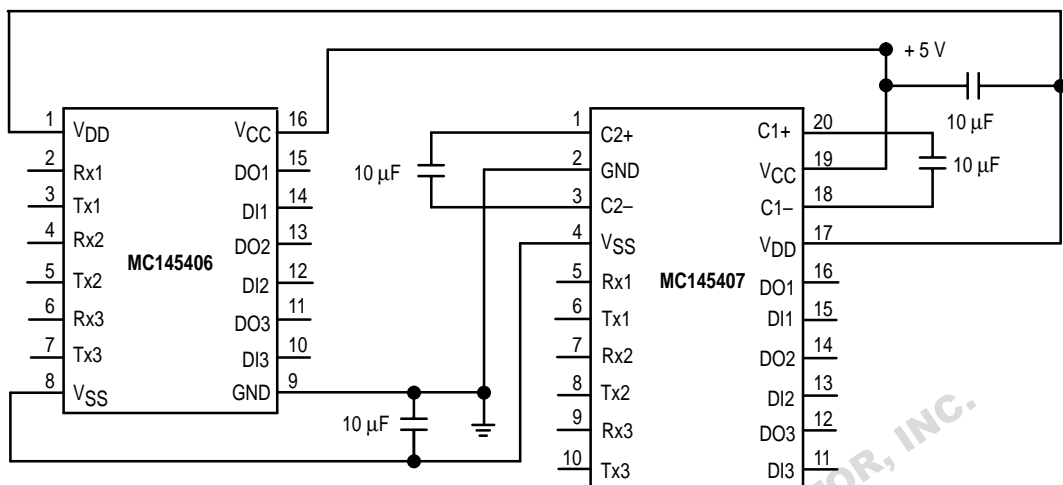 + 5 V
10 µF
MC145406
1 VDD
2 Rx1
3 Tx1
4 Rx2
5 Tx2
6 Rx3
7 Tx3
8 VSS
16 VCC
15 DO1
14 DI1
13 DO2
12 DI2
11 DO3
10 DI3
9 GND
10 µF
10 µF
MC145407
1 C2+
2 GND
3 C2–
4 VSS
5 Rx1
6 Tx1
7 Rx2
8 Tx2
9 Rx3
10 Tx3
20 C1+
19 VCC
18 C1–
17 VDD
16 DO1
15 DI1
14 DO2
13 DI2
12 DO3
11 DI3
10 µF
TOR, INC.